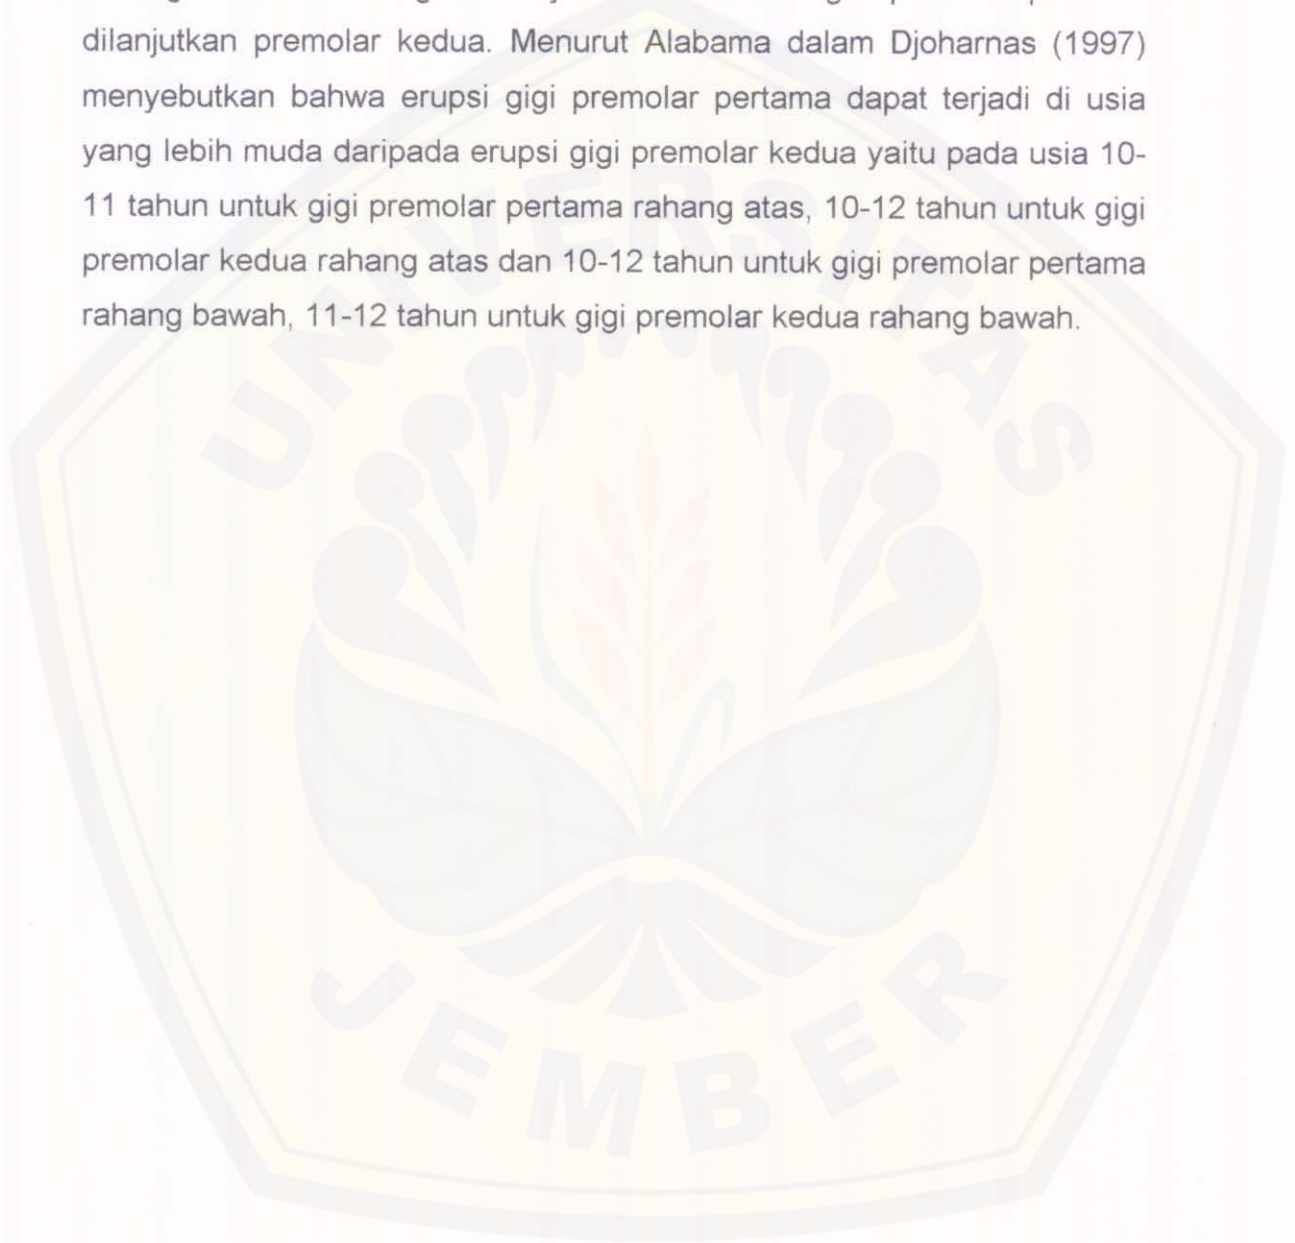 dilanjutkan premolar kedua. Menurut Alabama dalam Djoharnas (1997)
menyebutkan bahwa erupsi gigi premolar pertama dapat terjadi di usia
yang lebih muda daripada erupsi gigi premolar kedua yaitu pada usia 10-
11 tahun untuk gigi premolar pertama rahang atas, 10-12 tahun untuk gigi
premolar kedua rahang atas dan 10-12 tahun untuk gigi premolar pertama
rahang bawah, 11-12 tahun untuk gigi premolar kedua rahang bawah.
UNIVERSITAS
JEMBER